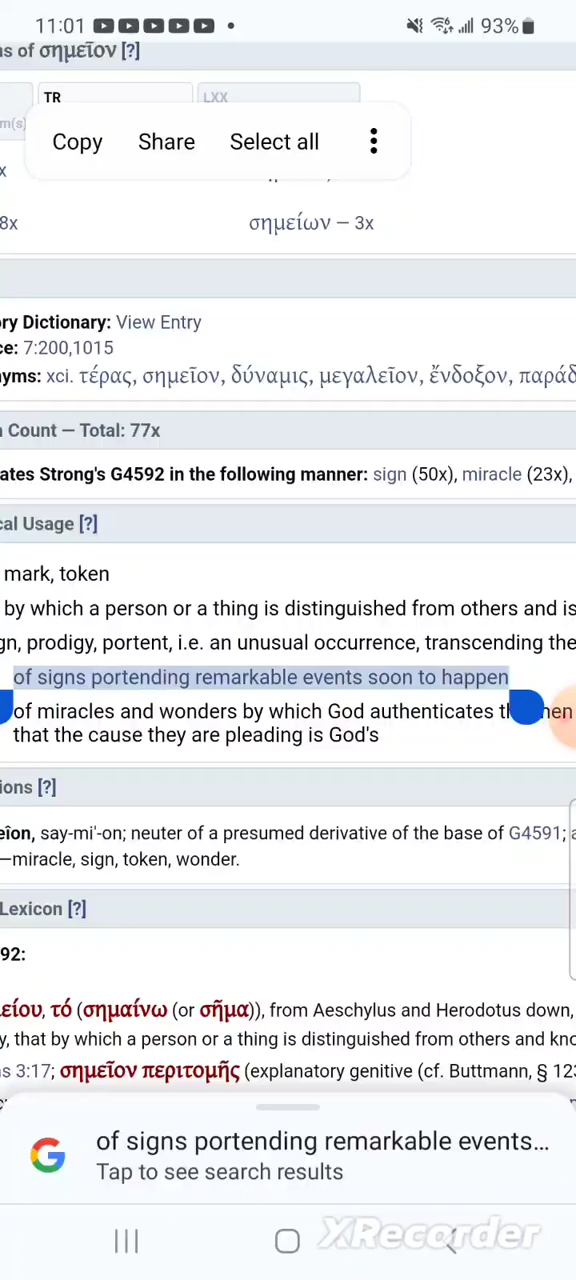 11:01 93%
ns of σημεῖον [?]
TR LXX
m(s)
Copy Share Select all
x
8x σημείων — 3x
ory Dictionary: View Entry
ce: 7:200,1015
nyms: xci. τέρας, σημεῖον, δύναμις, μεγαλεῖον, ἔνδοξον, παράδ
n Count — Total: 77x
ates Strong's G4592 in the following manner: sign (50x), miracle (23x),
cal Usage [?]
mark, token
by which a person or a thing is distinguished from others and is
gn, prodigy, portent, i.e. an unusual occurrence, transcending the
of signs portending remarkable events soon to happen
of miracles and wonders by which God authenticates th men
that the cause they are pleading is God's
ions [?]
eîon, say-mi'-on; neuter of a presumed derivative of the base of G4591; a
—miracle, sign, token, wonder.
Lexicon [?]
92:
είου, τό (σημαίνω (or σῆμα)), from Aeschylus and Herodotus down,
y, that by which a person or a thing is distinguished from others and kno
s 3:17; σημεῖον περιτομῆς (explanatory genitive (cf. Buttmann, § 123
of signs portending remarkable events...
Tap to see search results
XRecorder